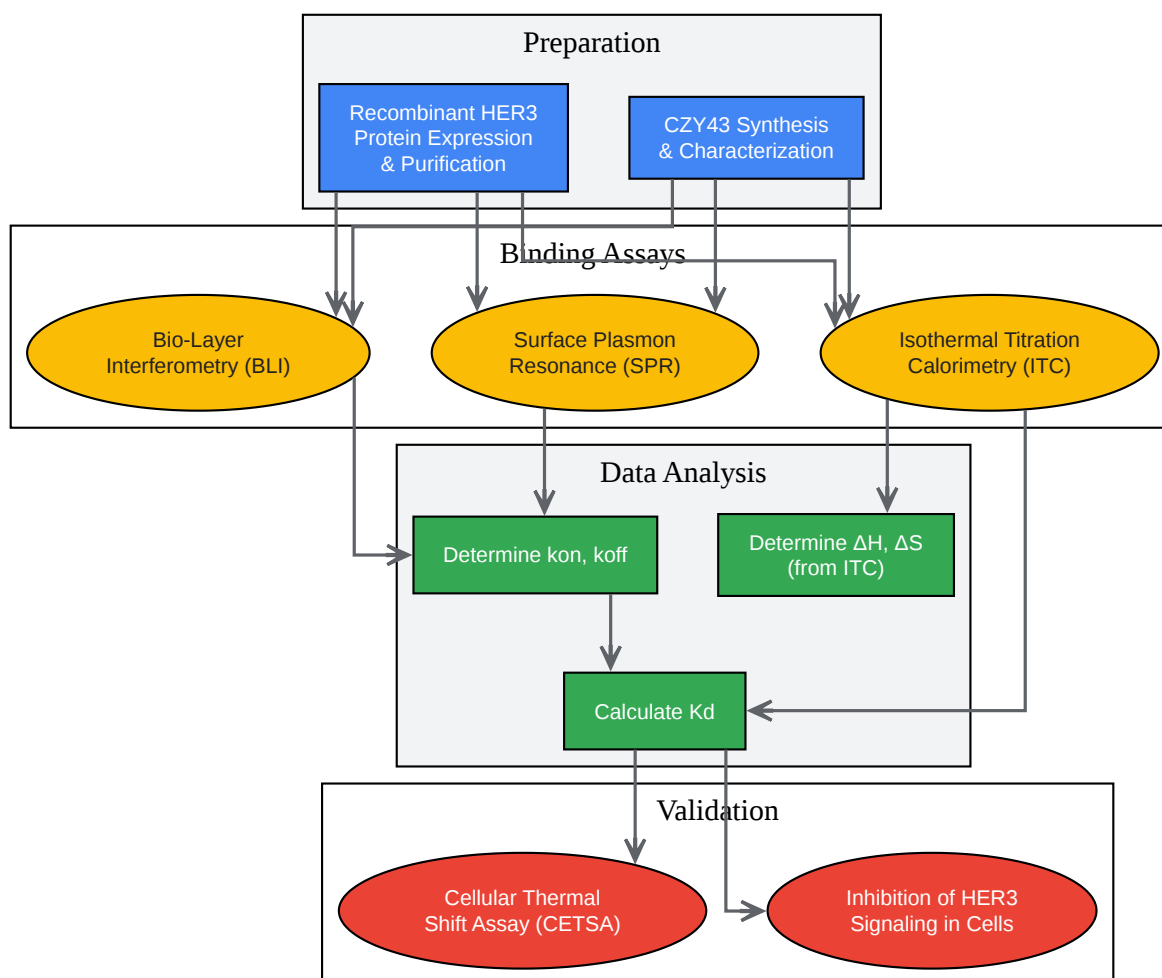 Preparation
Recombinant HER3
Protein Expression
& Purification
CZY43 Synthesis
& Characterization
Binding Assays
Bio-Layer
Interferometry (BLI)
Surface Plasmon
Resonance (SPR)
Isothermal Titration
Calorimetry (ITC)
Data Analysis
Determine kon, koff
Determine ΔH, ΔS
(from ITC)
Calculate Kd
Validation
Cellular Thermal
Shift Assay (CETSA)
Inhibition of HER3
Signaling in Cells